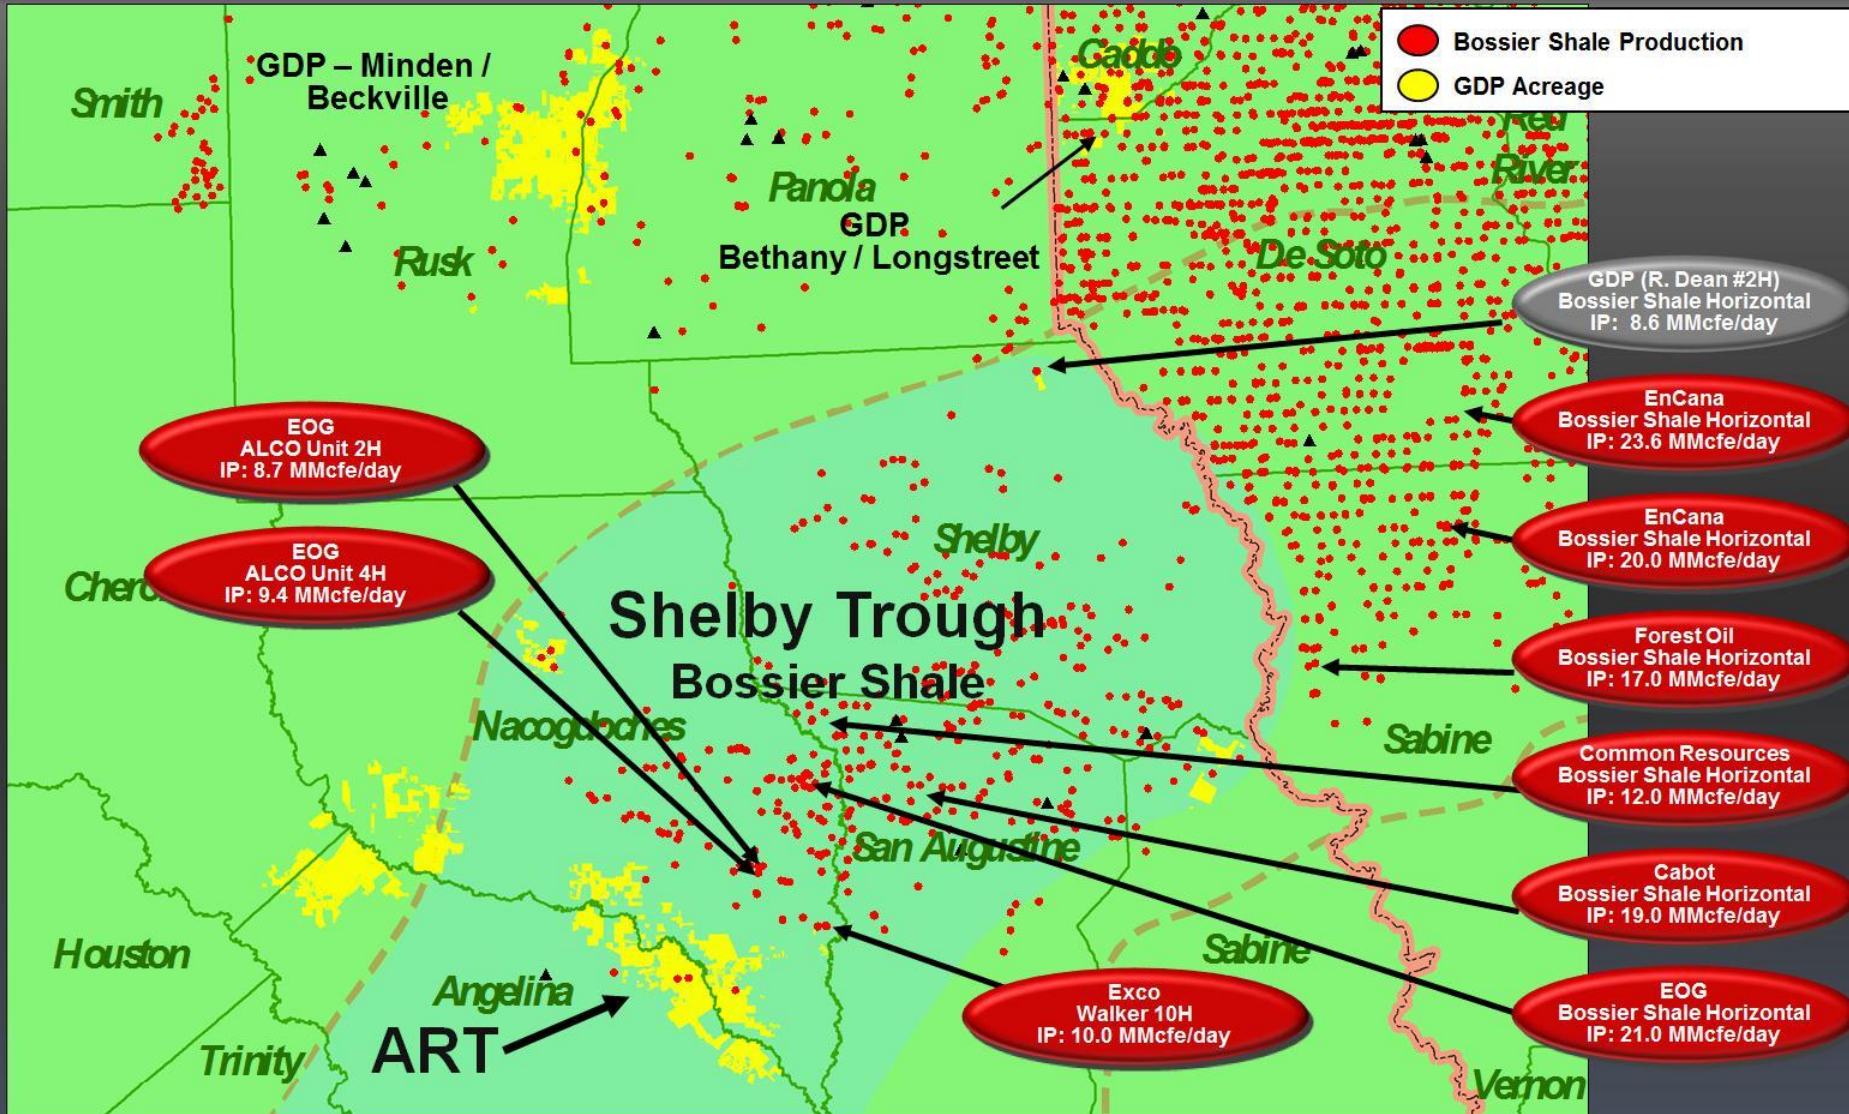 Bossier Shale Production
GDP Acreage
GDP – Minden /
Beckville
Smith
Caddo
Red
River
Panola
GDP
Bethany / Longstreet
Rusk
De Soto
GDP (R. Dean #2H)
Bossier Shale Horizontal
IP: 8.6 MMcfe/day
EnCana
Bossier Shale Horizontal
IP: 23.6 MMcfe/day
EOG
ALCO Unit 2H
IP: 8.7 MMcfe/day
EnCana
Bossier Shale Horizontal
IP: 20.0 MMcfe/day
Shelby
EOG
ALCO Unit 4H
IP: 9.4 MMcfe/day
Shelby Trough
Bossier Shale
Forest Oil
Bossier Shale Horizontal
IP: 17.0 MMcfe/day
Nacogdoches
Sabine
Common Resources
Bossier Shale Horizontal
IP: 12.0 MMcfe/day
San Augustine
Cabot
Bossier Shale Horizontal
IP: 19.0 MMcfe/day
Houston
Sabine
Angelina
ART
Exco
Walker 10H
IP: 10.0 MMcfe/day
EOG
Bossier Shale Horizontal
IP: 21.0 MMcfe/day
Trinity
Vernon